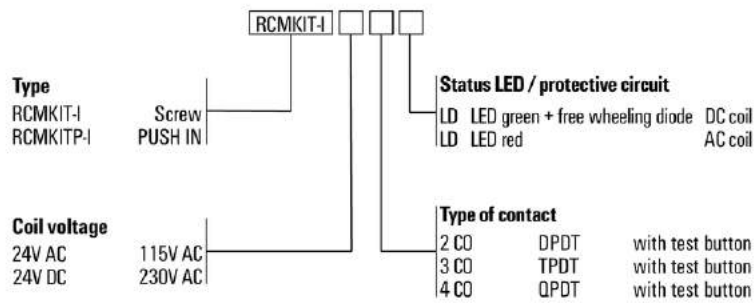 RCMKIT-I
Type
RCMKIT-I Screw
RCMKITP-I PUSH IN
Status LED / protective circuit
LD LED green + free wheeling diode DC coil
LD LED red AC coil
Coil voltage
24V AC 115V AC
24V DC 230V AC
Type of contact
2 CO DPDT with test button
3 CO TPDT with test button
4 CO QPDT with test button